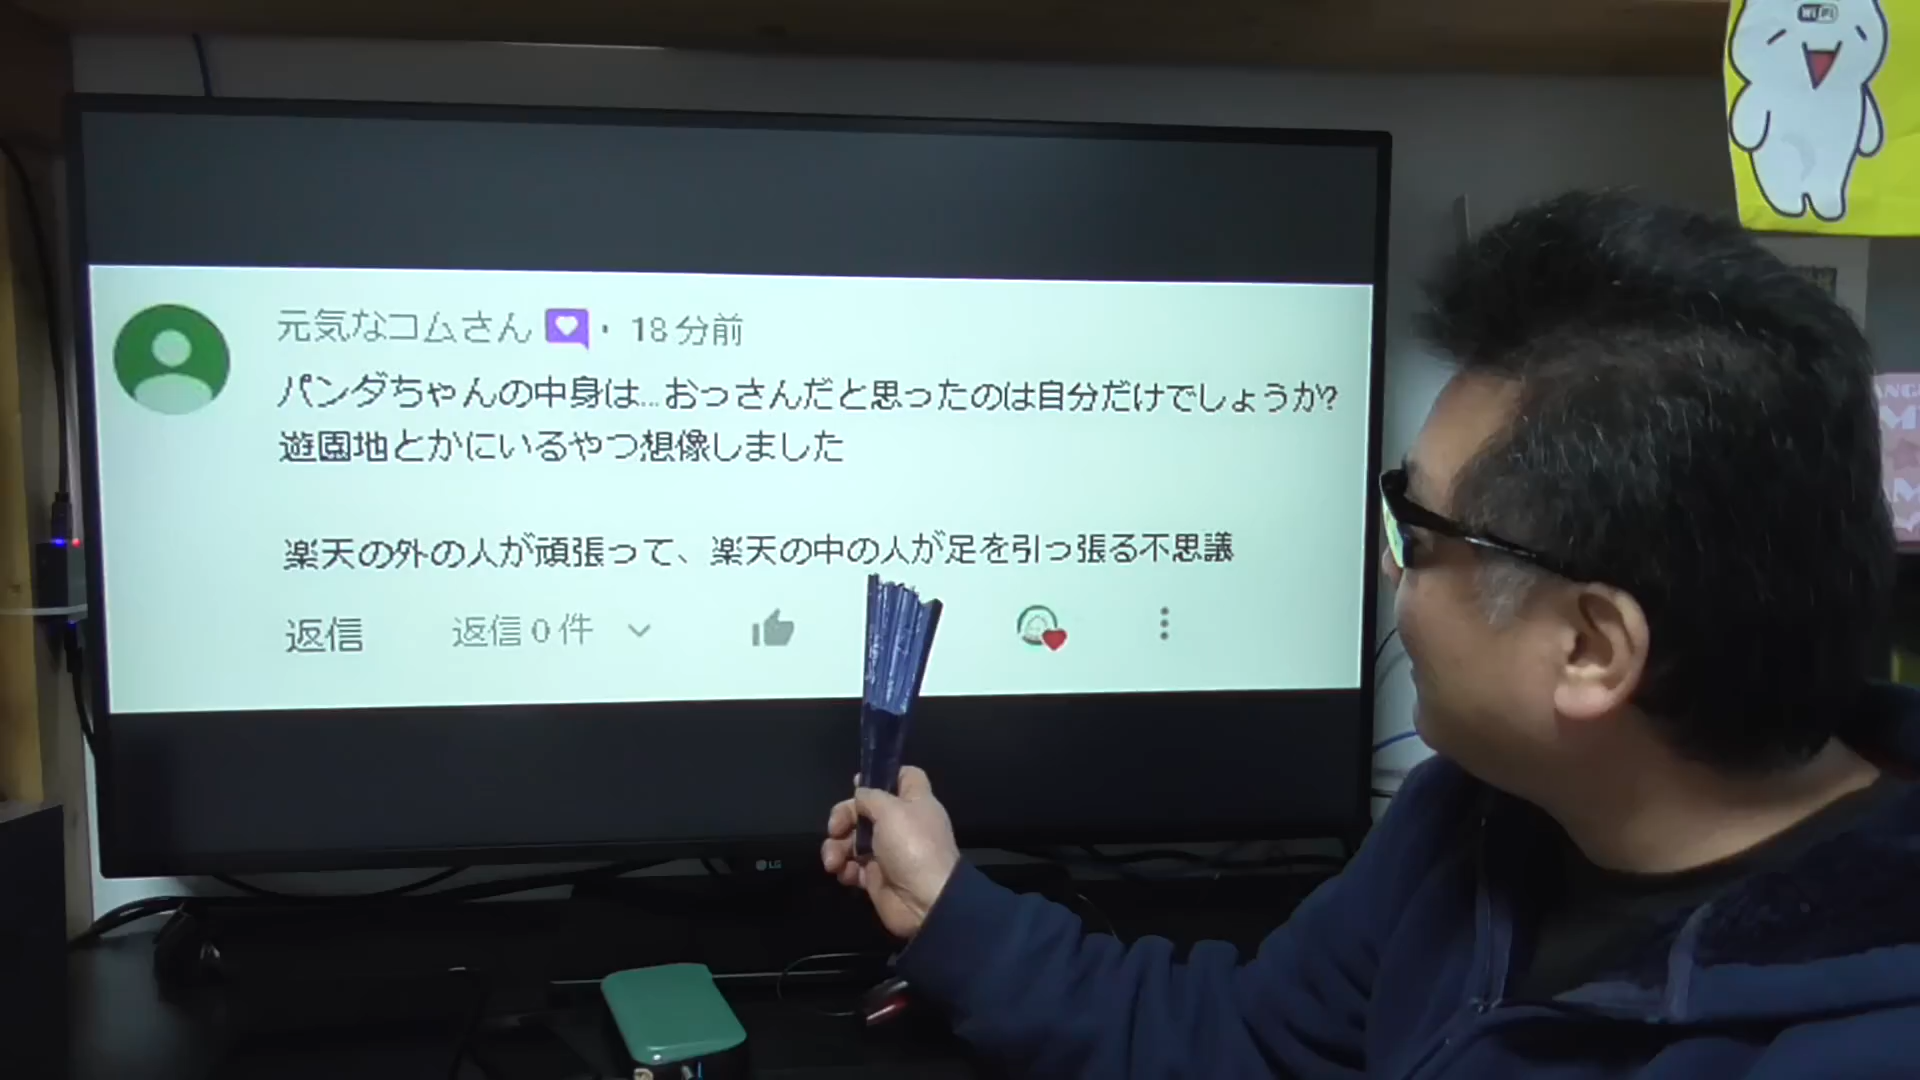 WiFi
元気なコムさん · 18 分前
パンダちゃんの中身は...おっさんだと思ったのは自分だけでしょうか?
遊園地とかにいるやつ想像しました
楽天の外の人が頑張って、楽天の中の人が足を引っ張る不思議
返信 返信 0 件
LG